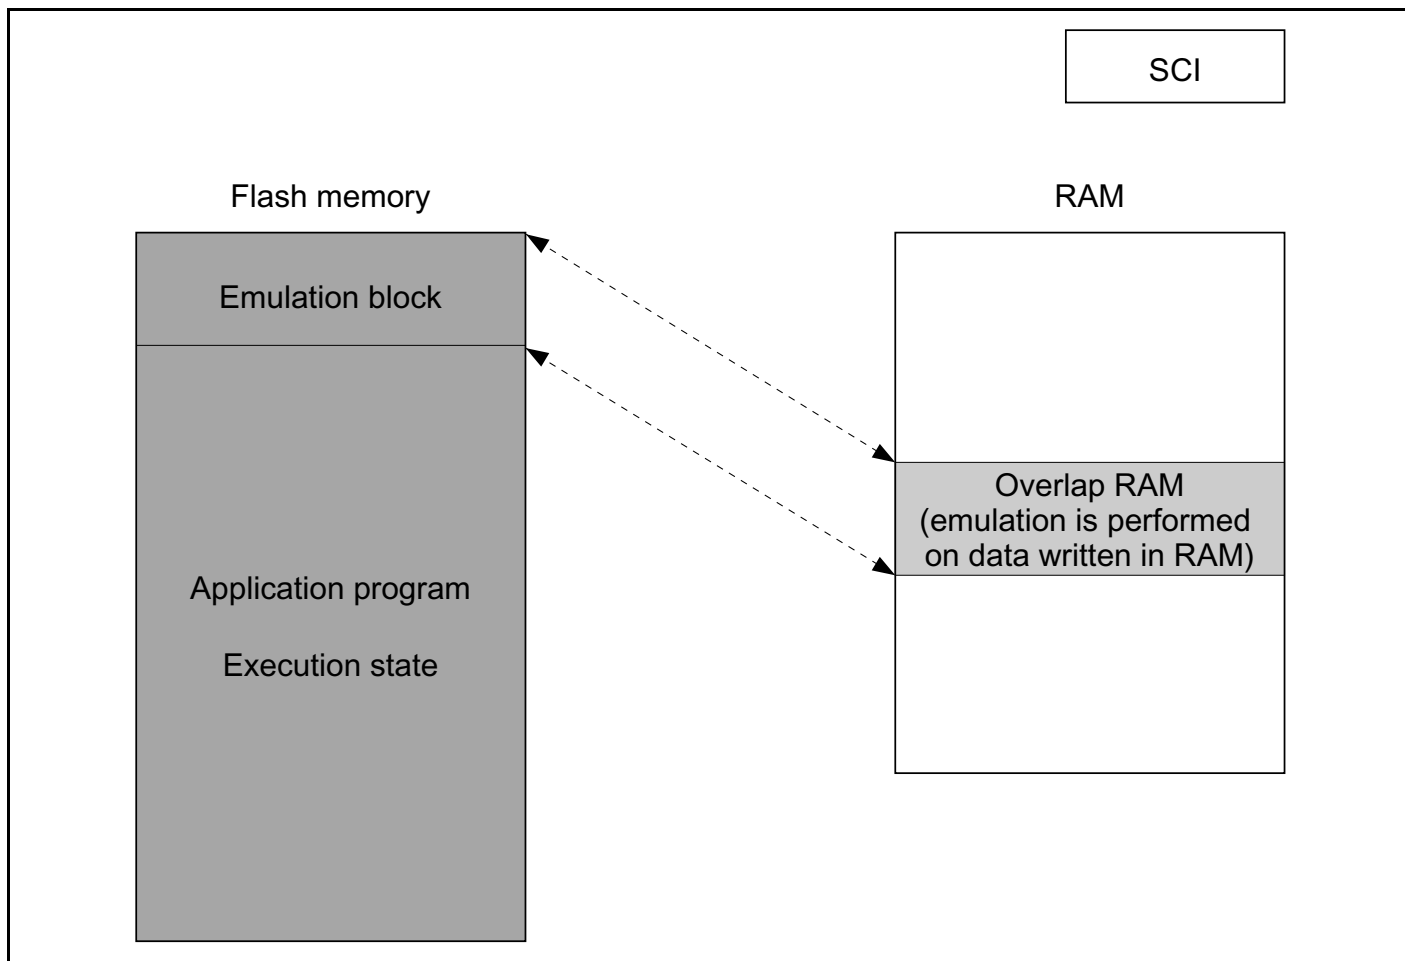 SCI
Flash memory
RAM
Emulation block
Overlap RAM
(emulation is performed
on data written in RAM)
Application program
Execution state